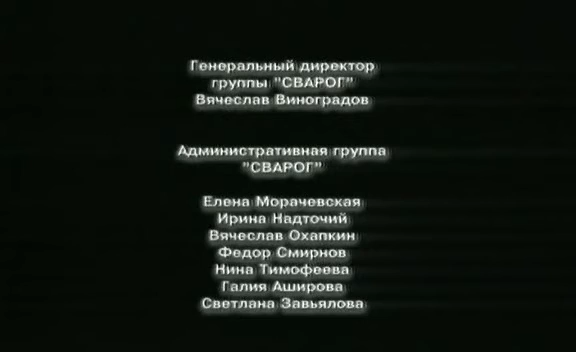 Генеральный директор
группы "СВАРОГ"
Вячеслав Виноградов
Административная группа
"СВАРОГ"
Елена Морачевская
Ирина Надточий
Вячеслав Охапкин
Федор Смирнов
Нина Тимофеева
Галия Аширова
Светлана Завьялова